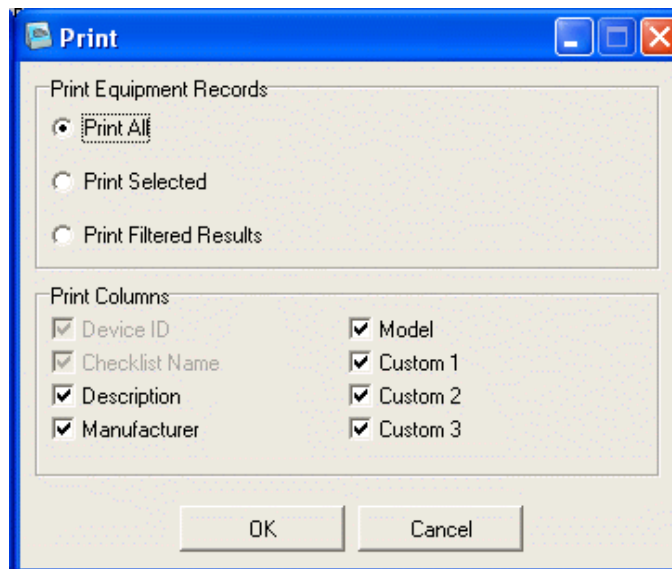 Print
Print Equipment Records
Print All
Print Selected
Print Filtered Results
Print Columns
Device ID
Checklist Name
Description
Manufacturer
Model
Custom 1
Custom 2
Custom 3
OK
Cancel